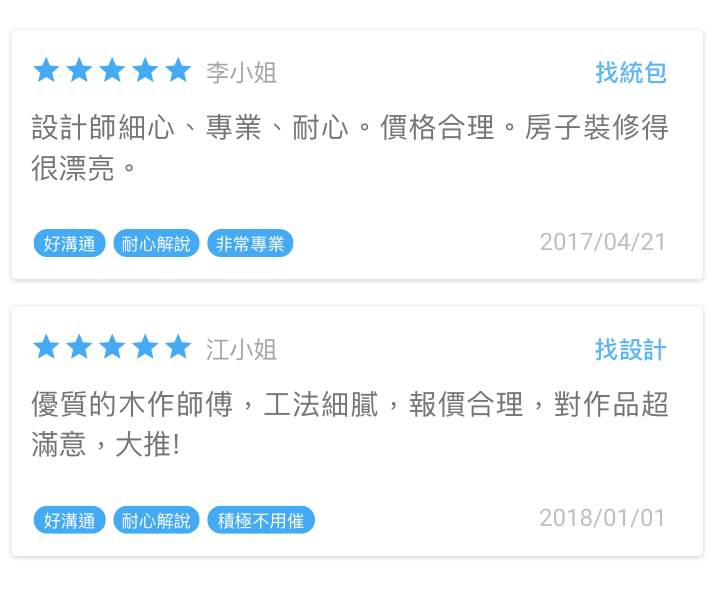 李小姐 找統包
設計師細心、專業、耐心。價格合理。房子裝修得
很漂亮。
好溝通 耐心解說 非常專業 2017/04/21
江小姐 找設計
優質的木作師傅，工法細膩，報價合理，對作品超
滿意，大推!
好溝通 耐心解說 積極不用催 2018/01/01